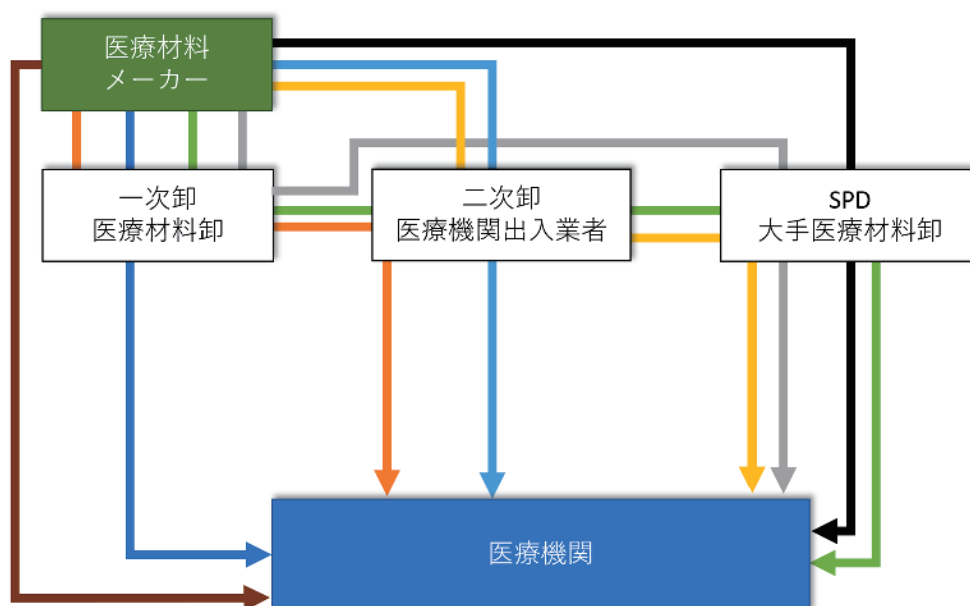 医療材料
メーカー
一次卸
医療材料卸
二次卸
医療機関出入業者
SPD
大手医療材料卸
医療機関